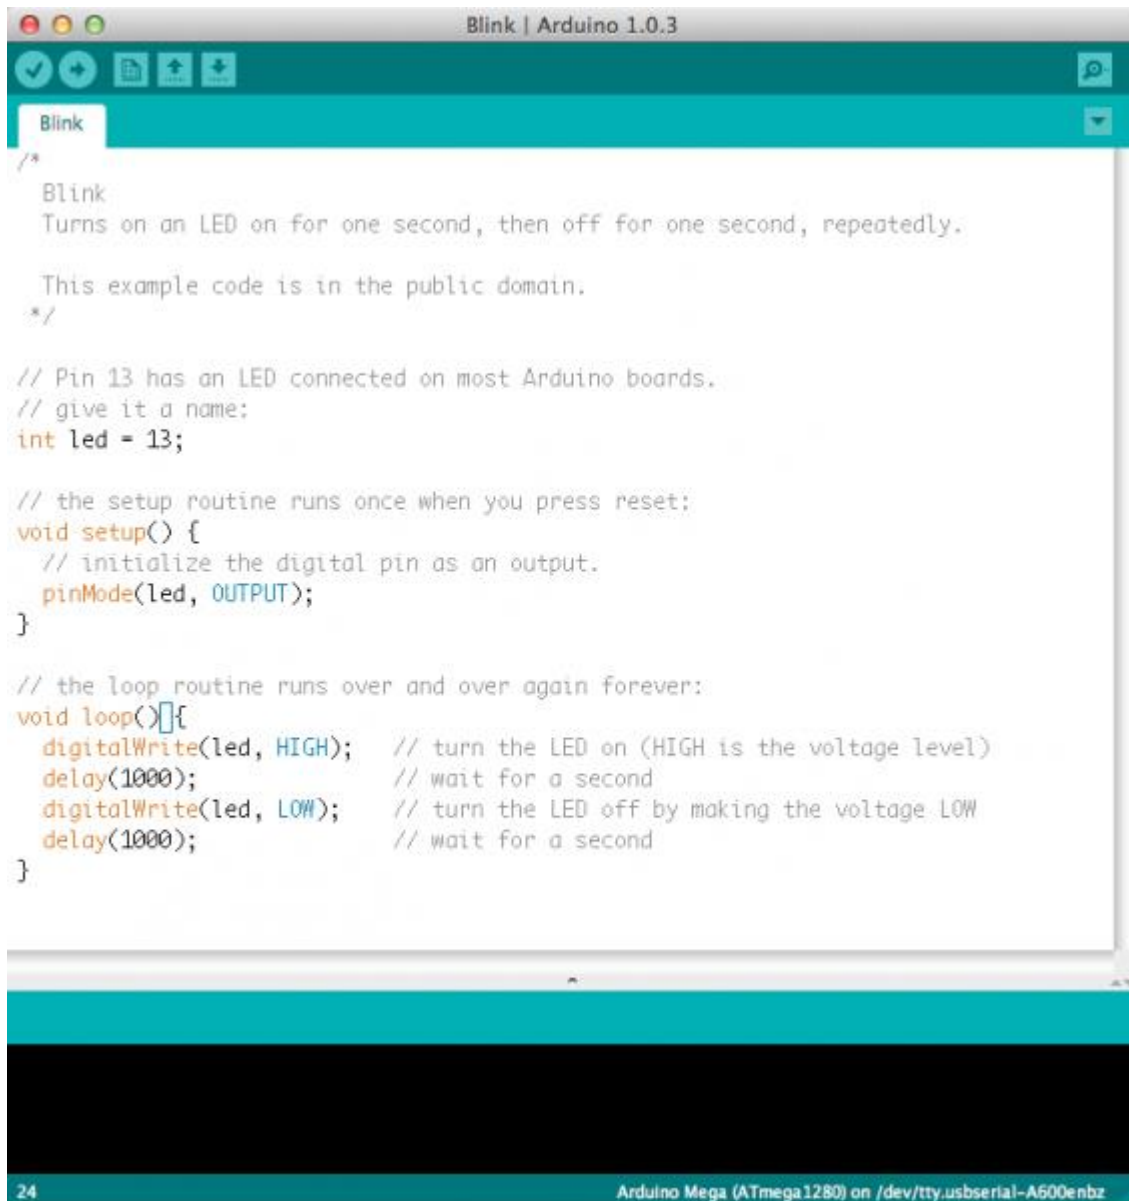 Blink | Arduino 1.0.3
Blink
/*
  Blink
  Turns on an LED on for one second, then off for one second, repeatedly.

  This example code is in the public domain.
 */

// Pin 13 has an LED connected on most Arduino boards.
// give it a name:
int led = 13;

// the setup routine runs once when you press reset:
void setup() {
  // initialize the digital pin as an output.
  pinMode(led, OUTPUT);
}

// the loop routine runs over and over again forever:
void loop() {
  digitalWrite(led, HIGH);   // turn the LED on (HIGH is the voltage level)
  delay(1000);               // wait for a second
  digitalWrite(led, LOW);    // turn the LED off by making the voltage LOW
  delay(1000);               // wait for a second
}
24 Arduino Mega (ATmega1280) on /dev/tty.usbserial-A600enbz